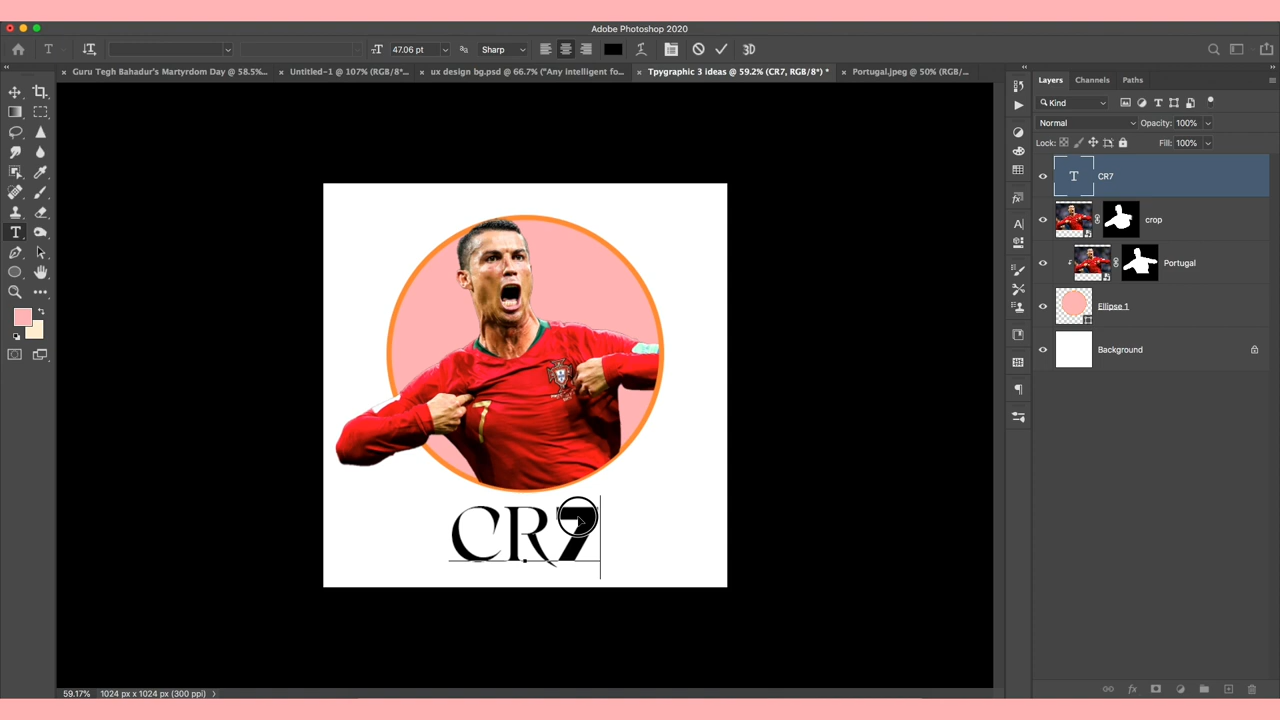 Adobe Photoshop 2020
47.06 pt Sharp 3D
Guru Tegh Bahadur's Martyrdom Day @ 58.5%...
Untitled-1 @ 107% (RGB/8*...
ux design bg.psd @ 66.7% ("Any intelligent fo...
Tpygraphic 3 ideas @ 59.2% (CR7, RGB/8*) *
Portugal.jpeg @ 50% (RGB/...
Layers Channels Paths
Kind
Normal Opacity: 100%
Lock: Fill: 100%
CR7
crop
Portugal
Ellipse 1
Background
7
CR7
59.17% 1024 px x 1024 px (300 ppi)